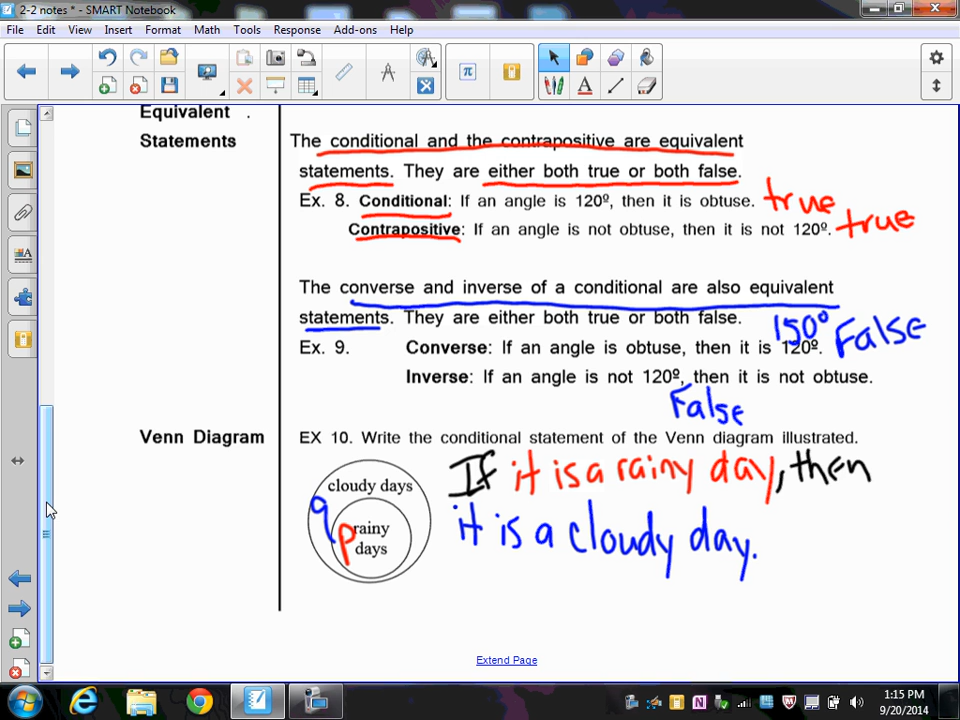 2-2 notes * - SMART Notebook
File Edit View Insert Format Math Tools Response Add-ons Help
Equivalent .
Statements
The conditional and the contrapositive are equivalent
statements. They are either both true or both false.
Ex. 8. Conditional: If an angle is 120º, then it is obtuse. true
Contrapositive: If an angle is not obtuse, then it is not 120º. true
The converse and inverse of a conditional are also equivalent
statements. They are either both true or both false.
150° False
Ex. 9. Converse: If an angle is obtuse, then it is 120º.
Inverse: If an angle is not 120º, then it is not obtuse.
False
Venn Diagram EX 10. Write the conditional statement of the Venn diagram illustrated.
If it is a rainy day, then
it is a cloudy day.
cloudy days
q
p
rainy
days
Extend Page
1:15 PM
9/20/2014